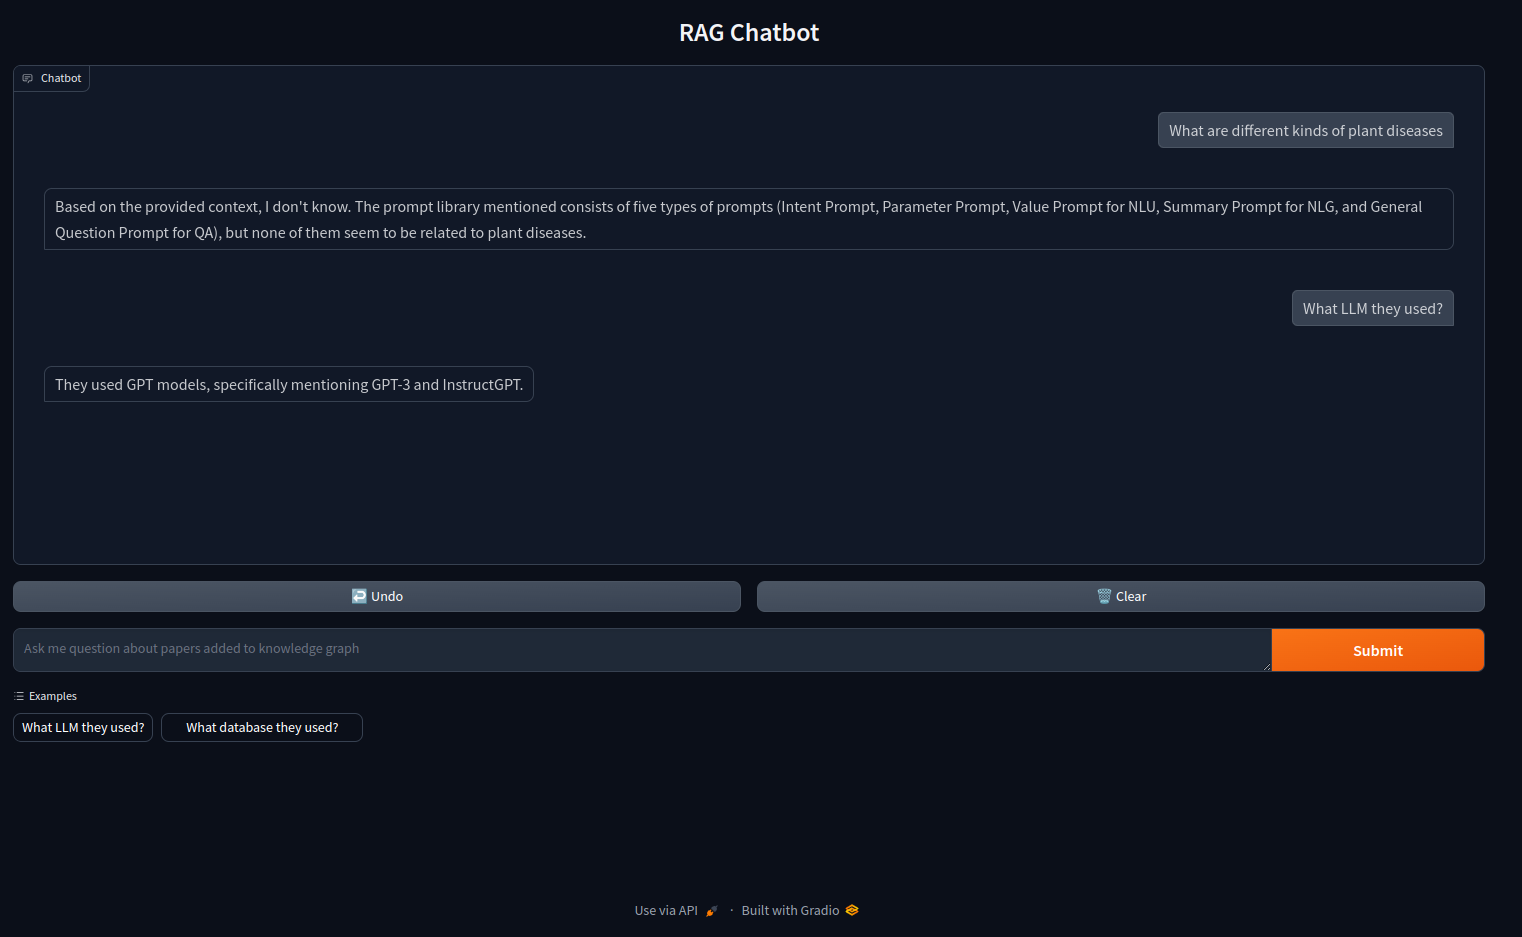 RAG Chatbot
Chatbot
What are different kinds of plant diseases
Based on the provided context, I don't know. The prompt library mentioned consists of five types of prompts (Intent Prompt, Parameter Prompt, Value Prompt for NLU, Summary Prompt for NLG, and General
Question Prompt for QA), but none of them seem to be related to plant diseases.
What LLM they used?
They used GPT models, specifically mentioning GPT-3 and InstructGPT.
Undo
Clear
Ask me question about papers added to knowledge graph
Submit
Examples
What LLM they used?
What database they used?
Use via API · Built with Gradio